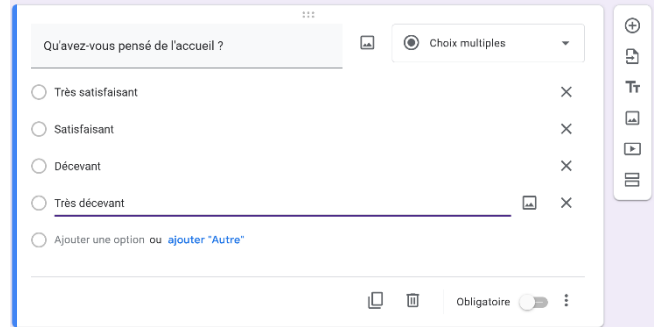 Qu'avez-vous pensé de l'accueil ?
Choix multiples
Très satisfaisant
Satisfaisant
Décevant
Très décevant
Ajouter une option ou ajouter "Autre"
Obligatoire
Tт